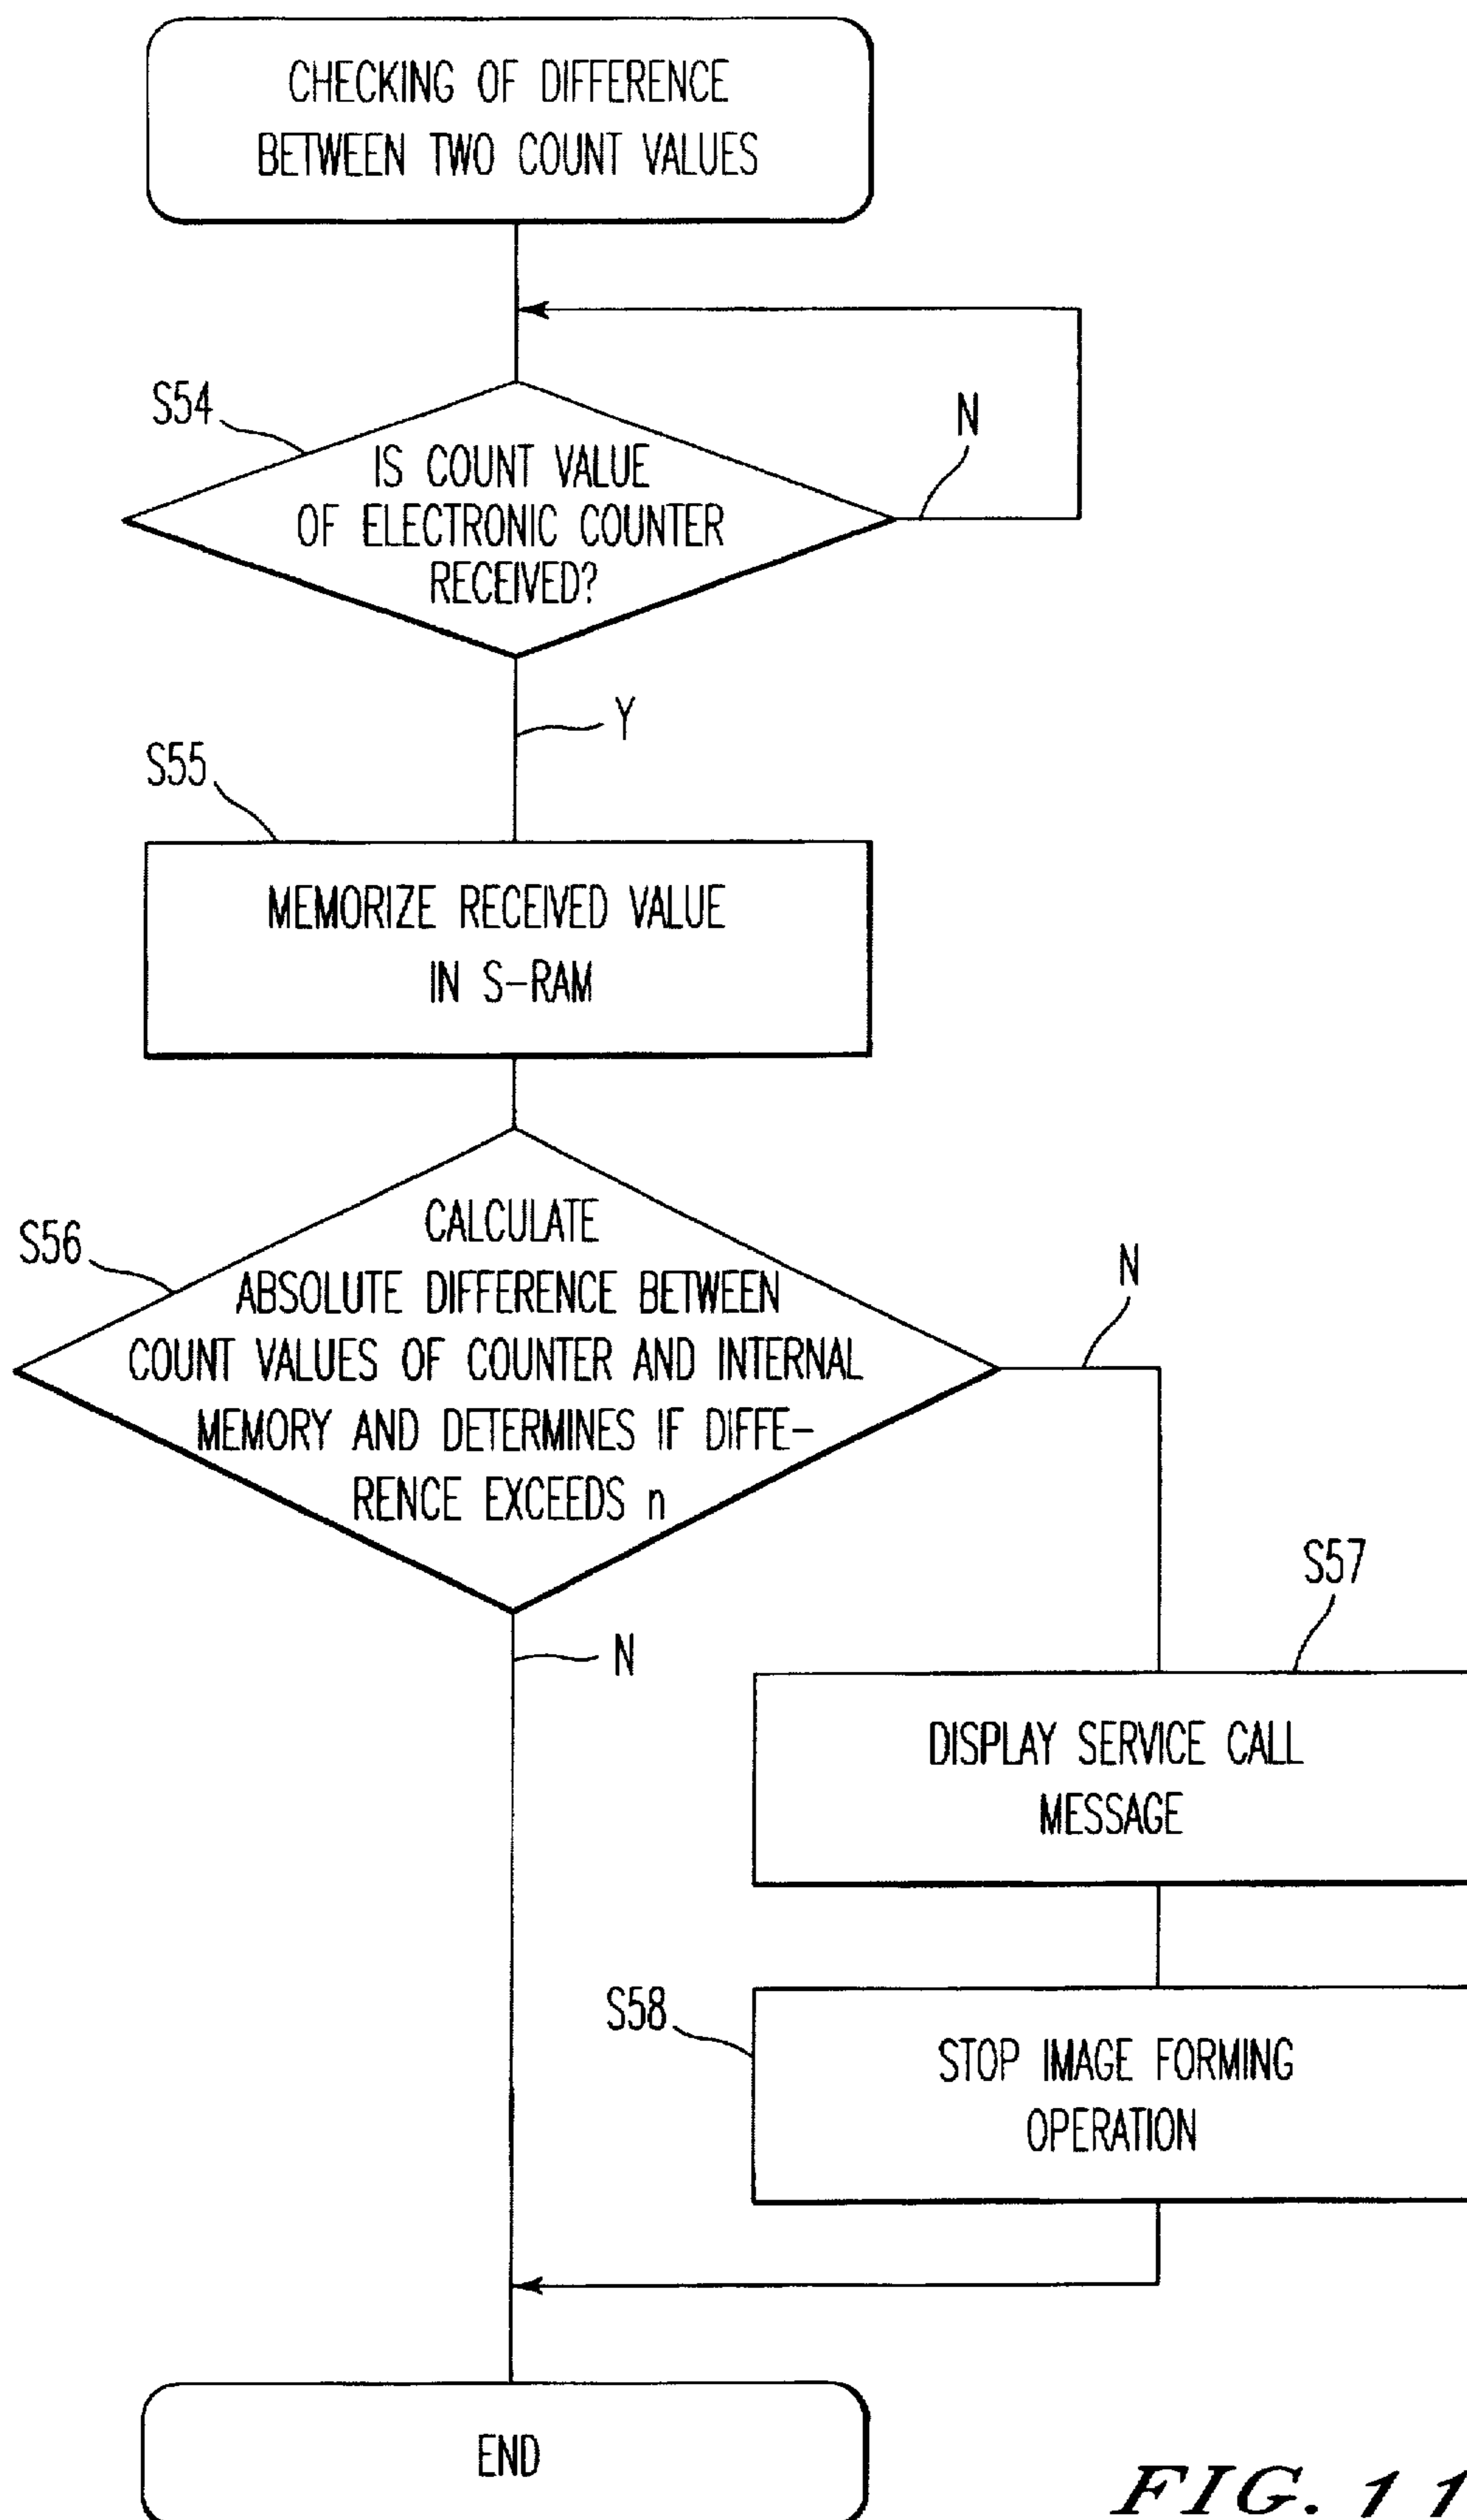 CHECKING OF DIFFERENCE
BETWEEN TWO COUNT VALUES
S54
IS COUNT VALUE
OF ELECTRONIC COUNTER
RECEIVED?
N
Y
S55
MEMORIZE RECEIVED VALUE
IN S-RAM
S56
CALCULATE
ABSOLUTE DIFFERENCE BETWEEN
COUNT VALUES OF COUNTER AND INTERNAL
MEMORY AND DETERMINES IF DIFFE-
RENCE EXCEEDS n
N
N
S57
DISPLAY SERVICE CALL
MESSAGE
S58
STOP IMAGE FORMING
OPERATION
END
FIG. 11